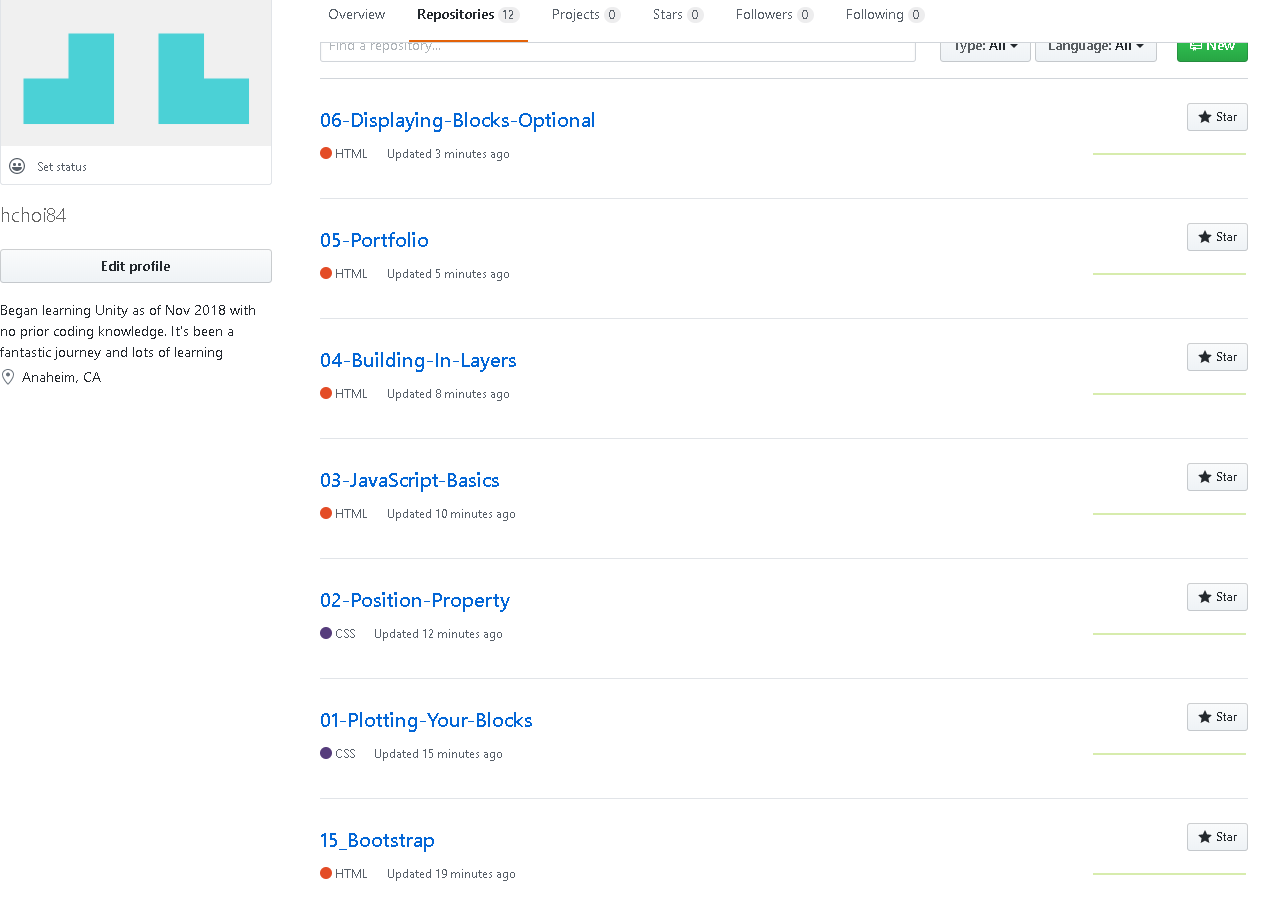 Overview Repositories 12 Projects 0 Stars 0 Followers 0 Following 0
Find a repository... Type: All Language: All New
Set status
hchoi84
Edit profile
Began learning Unity as of Nov 2018 with
no prior coding knowledge. It's been a
fantastic journey and lots of learning
Anaheim, CA
06-Displaying-Blocks-Optional Star
HTML Updated 3 minutes ago
05-Portfolio Star
HTML Updated 5 minutes ago
04-Building-In-Layers Star
HTML Updated 8 minutes ago
03-JavaScript-Basics Star
HTML Updated 10 minutes ago
02-Position-Property Star
CSS Updated 12 minutes ago
01-Plotting-Your-Blocks Star
CSS Updated 15 minutes ago
15_Bootstrap Star
HTML Updated 19 minutes ago